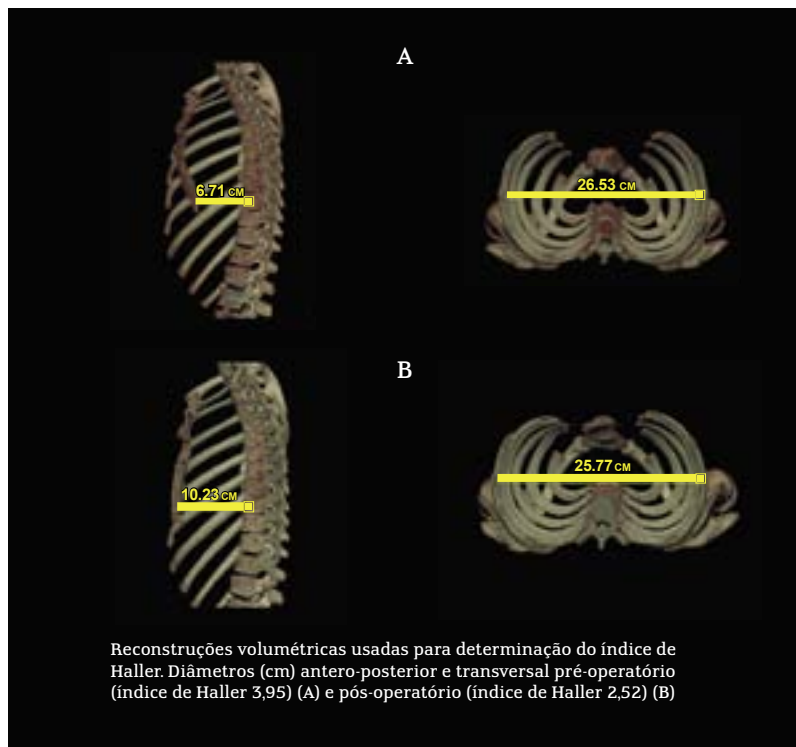 A
6.71 CM
26.53 CM
B
10.23 CM
25.77 CM
Reconstruções volumétricas usadas para determinação do índice de
Haller. Diâmetros (cm) antero-posterior e transversal pré-operatório
(índice de Haller 3,95) (A) e pós-operatório (índice de Haller 2,52) (B)